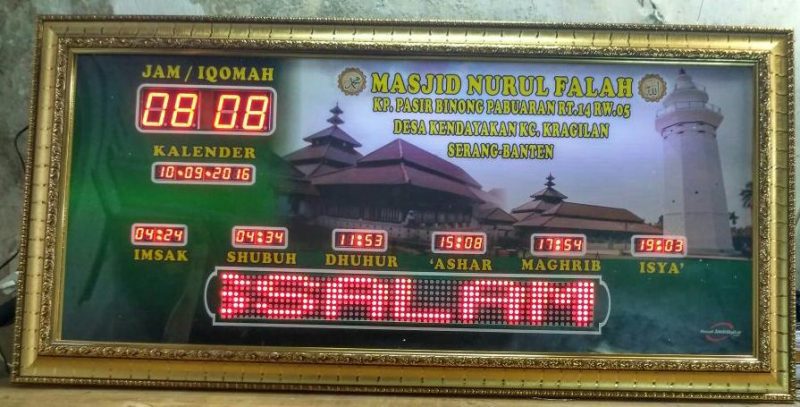 JAM / IQOMAH
08 08
KALENDER
10-09-2016
MASJID NURUL FALAH
KP. PASIR BINONG PABUARAN RT.14 RW.05
DESA KENDAYAKAN KC. KRAGILAN
SERANG-BANTEN
04:24 04:34 11:53 15:08 17:54 19:03
IMSAK SHUBUH DHUHUR 'ASHAR MAGHRIB ISYA'
SALAM